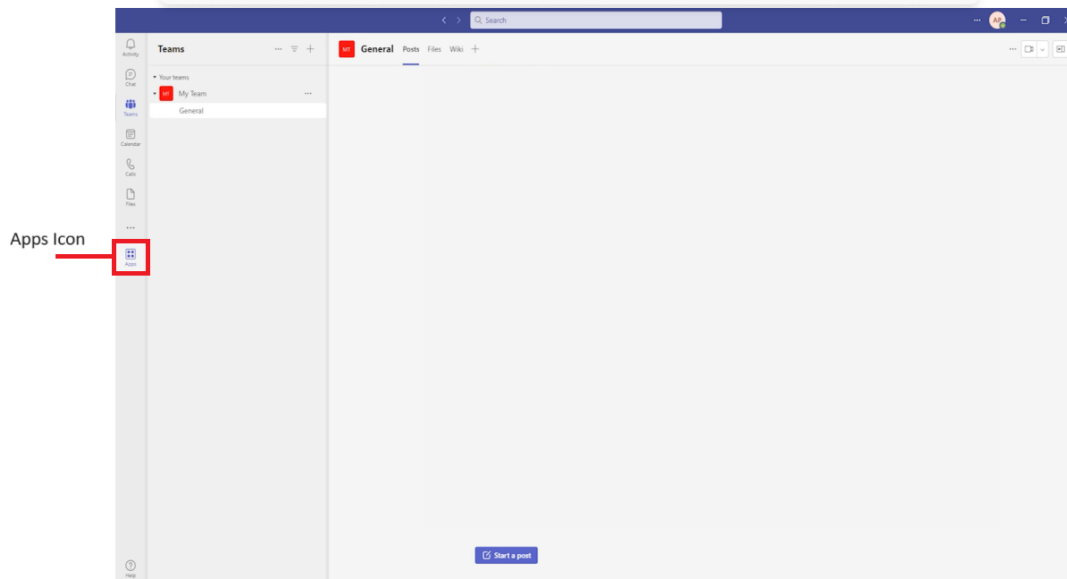 Search
AP
Activity
Teams
MT General Posts Files Wiki
Chat
Your teams
MT My Team
Teams
General
Calendar
Calls
Files
Apps Icon
Apps
Start a post
Help